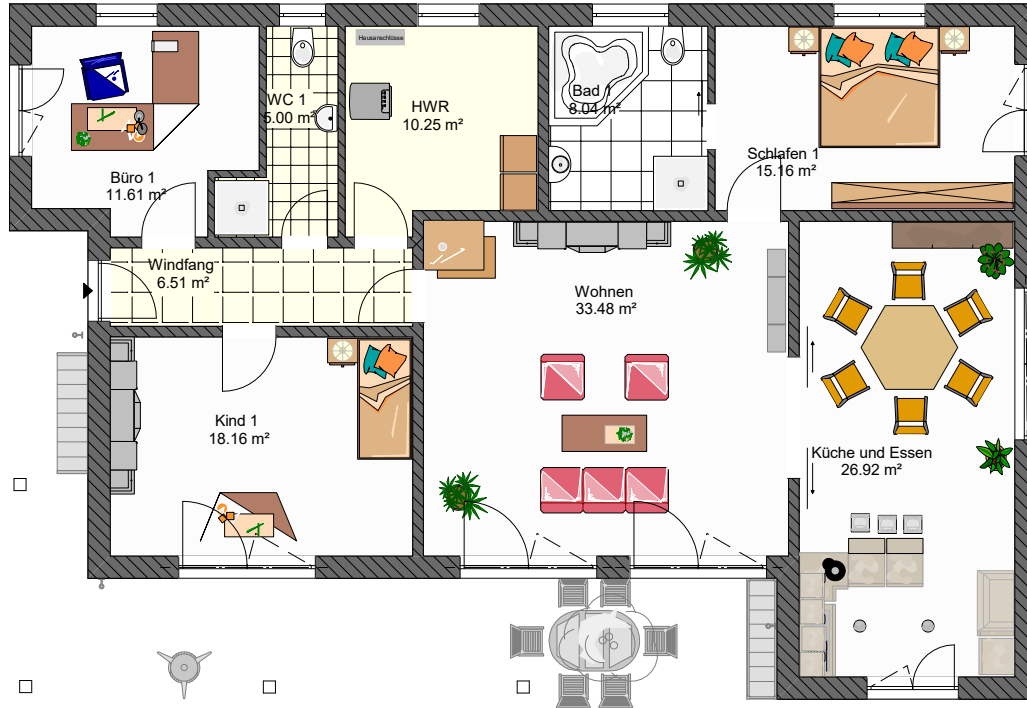 Hausanschlüsse
WC 1
5.00 m²
HWR
10.25 m²
Bad 1
8.04 m²
Schlafen 1
15.16 m²
Büro 1
11.61 m²
Windfang
6.51 m²
Wohnen
33.48 m²
Kind 1
18.16 m²
Küche und Essen
26.92 m²